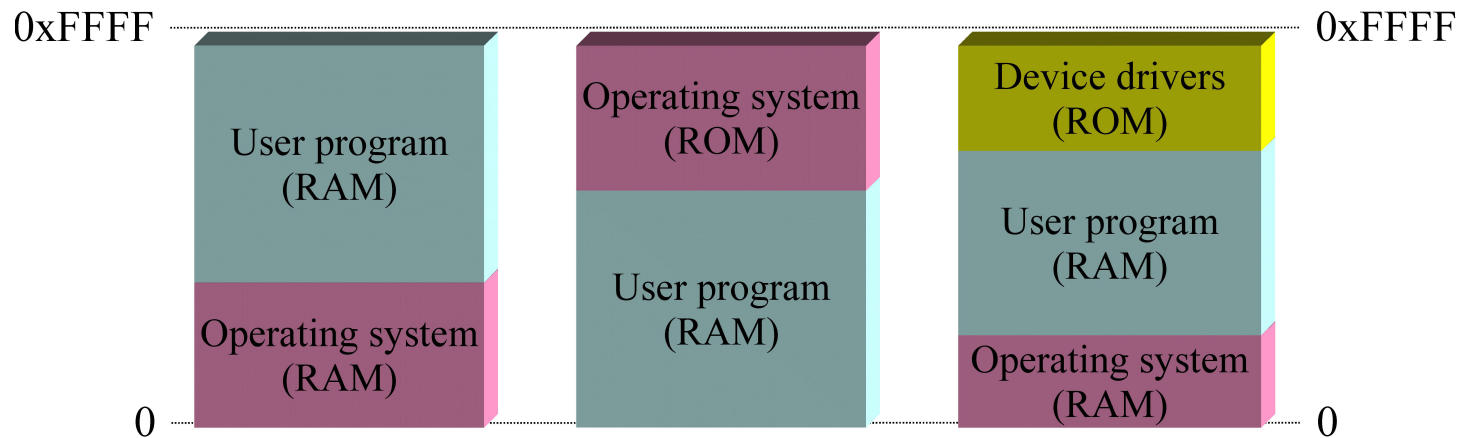 0xFFFF
User program
(RAM)
Operating system
(RAM)
0
Operating system
(ROM)
User program
(RAM)
Device drivers
(ROM)
User program
(RAM)
Operating system
(RAM)
0xFFFF
0